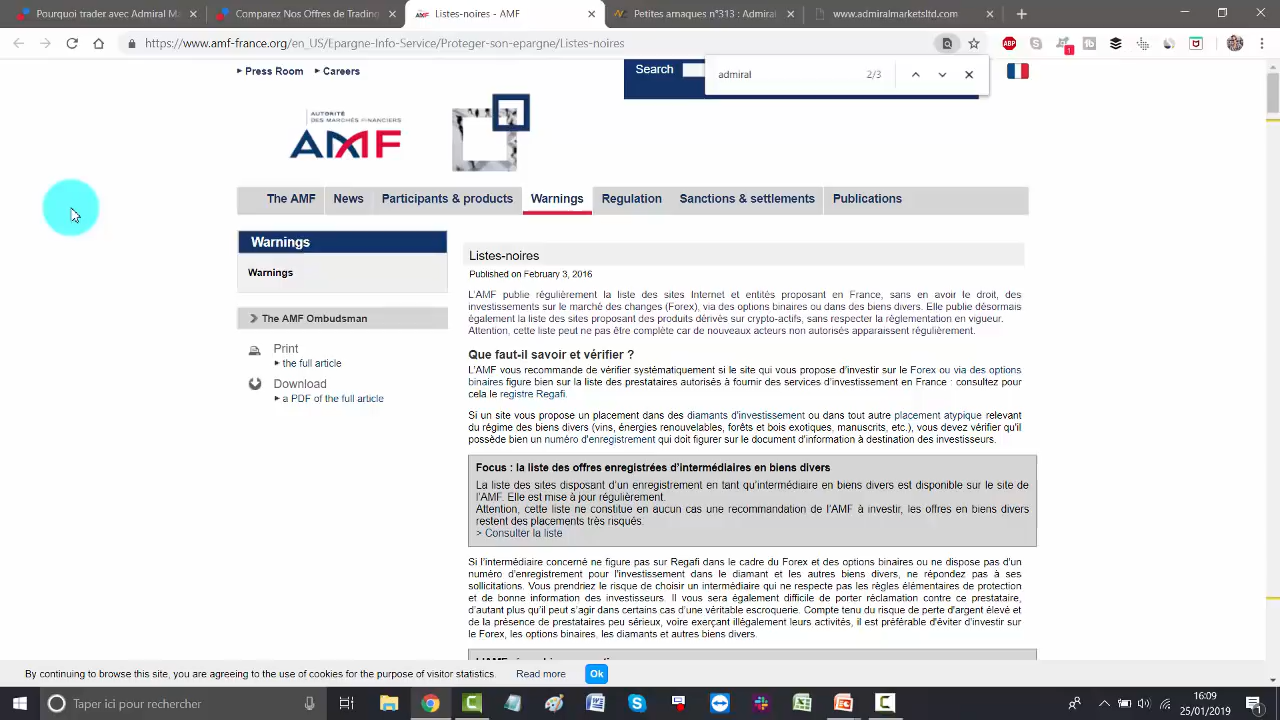 Pourquoi trader avec Admiral Ma
Compare Forex Brokers - Invest
Listes-noires - AMF
Petites arnaques n°313 : Admiral
www.admiralmarketsltd.com
https://www.amf-france.org/en_US/Epargne_Info-Service/Proteger-son-epargne/Listes-noires
ABP
1
admiral
2/3
Press Room
Careers
Search
AUTORITÉ
DES MARCHÉS FINANCIERS
AMF
The AMF
News
Participants & products
Warnings
Regulation
Sanctions & settlements
Publications
Warnings
Warnings
The AMF Ombudsman
Print
the full article
Download
a PDF of the full article
Listes-noires
Published on February 3, 2016
L'AMF publie régulièrement la liste des sites Internet et entités proposant en France, sans en avoir le droit, des
investissements sur le marché des changes (Forex), via des options binaires ou dans des biens divers. Elle publie désormais
également la liste des sites proposant des produits dérivés sur crypto-actifs, sans respecter la réglementation en vigueur.
Attention, cette liste peut ne pas être complète car de nouveaux acteurs non autorisés apparaissent régulièrement.
Que faut-il savoir et vérifier ?
L'AMF vous recommande de vérifier systématiquement si le site qui vous propose d'investir sur le Forex ou via des options
binaires figure bien sur la liste des prestataires autorisés à fournir des services d'investissement en France : consultez pour
cela le registre Regafi.
Si un site vous propose un placement dans des diamants d'investissement ou dans tout autre placement atypique relevant
du régime des biens divers (vins, énergies renouvelables, forêts et bois exotiques, manuscrits, etc.), vous devez vérifier qu'il
possède bien un numéro d'enregistrement qui doit figurer sur le document d'information à destination des investisseurs.
Focus : la liste des offres enregistrées d'intermédiaires en biens divers
La liste des sites disposant d'un enregistrement en tant qu'intermédiaire en biens divers est disponible sur le site de
l'AMF. Elle est mise à jour régulièrement.
Attention, cette liste ne constitue en aucun cas une recommandation de l'AMF à investir, les offres en biens divers
restent des placements très risqués.
> Consulter la liste
Si l'intermédiaire concerné ne figure pas sur Regafi dans le cadre du Forex et des options binaires ou ne dispose pas d'un
numéro d'enregistrement pour l'investissement dans le diamant et les autres biens divers, ne répondez pas à ses
sollicitations. Vous prendriez le risque de choisir un intermédiaire qui ne respecte pas les règles élémentaires de protection
et de bonne information des investisseurs. Il vous sera également difficile de porter réclamation contre ce prestataire,
d'autant plus qu'il peut s'agir dans certains cas d'une véritable escroquerie. Compte tenu du risque de perte d'argent élevé et
de la présence de prestataires peu sérieux, voire exerçant illégalement leurs activités, il est préférable d'éviter d'investir sur
le Forex, les options binaires, les diamants et autres biens divers.
By continuing to browse this site, you are agreeing to the use of cookies for the purpose of visitor statistics.
Read more
Ok
Taper ici pour rechercher
16:09
25/01/2019